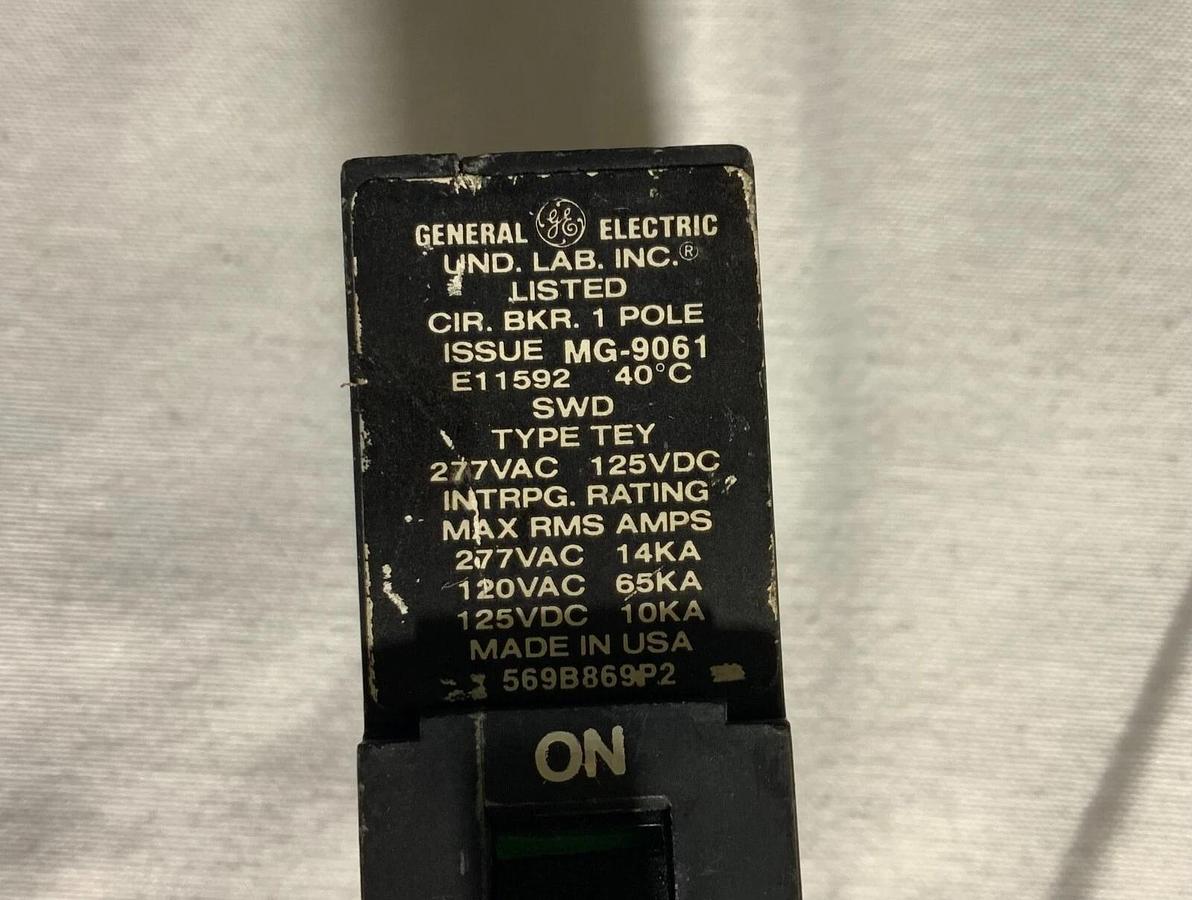 GENERAL GE ELECTRIC
UND. LAB. INC.®
LISTED
CIR. BKR. 1 POLE
ISSUE MG-9061
E11592 40°C
SWD
TYPE TEY
277VAC 125VDC
INTRPG. RATING
MAX RMS AMPS
277VAC 14KA
120VAC 65KA
125VDC 10KA
MADE IN USA
569B869P2
ON